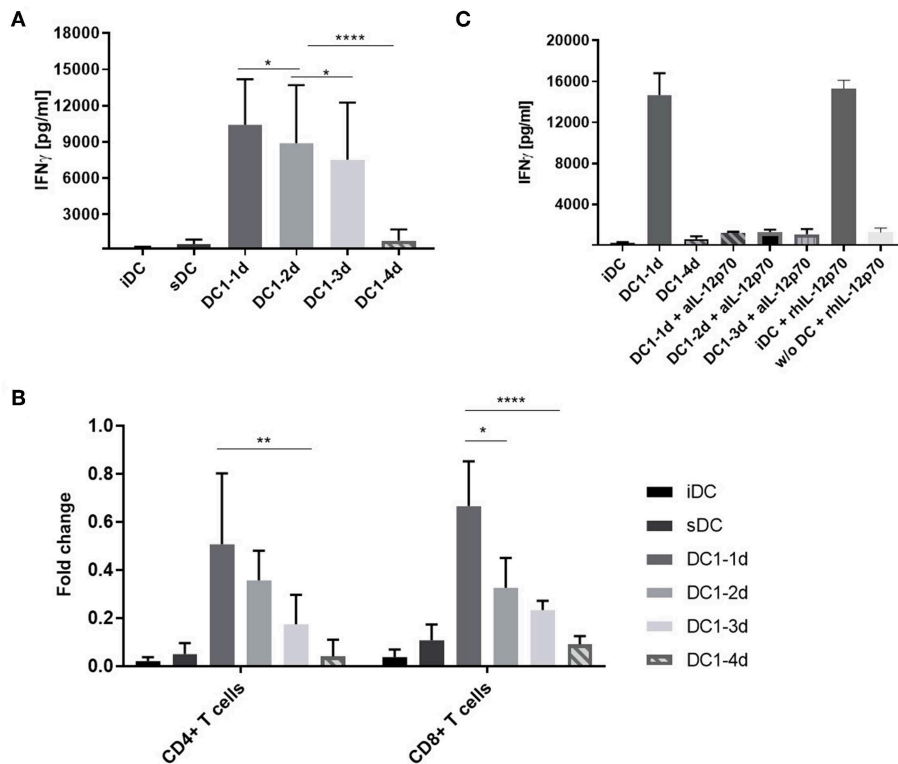 A
IFNγ [pg/ml]
18000
15000
12000
9000
6000
3000
*
*
****
iDC
sDC
DC1-1d
DC1-2d
DC1-3d
DC1-4d
C
IFNγ [pg/ml]
20000
16000
12000
8000
4000
iDC
DC1-1d
DC1-4d
DC1-1d + aIL-12p70
DC1-2d + aIL-12p70
DC1-3d + aIL-12p70
iDC + rhIL-12p70
w/o DC + rhIL-12p70
B
Fold change
1.0
0.8
0.6
0.4
0.2
0.0
**
****
*
CD4+ T cells
CD8+ T cells
iDC
sDC
DC1-1d
DC1-2d
DC1-3d
DC1-4d